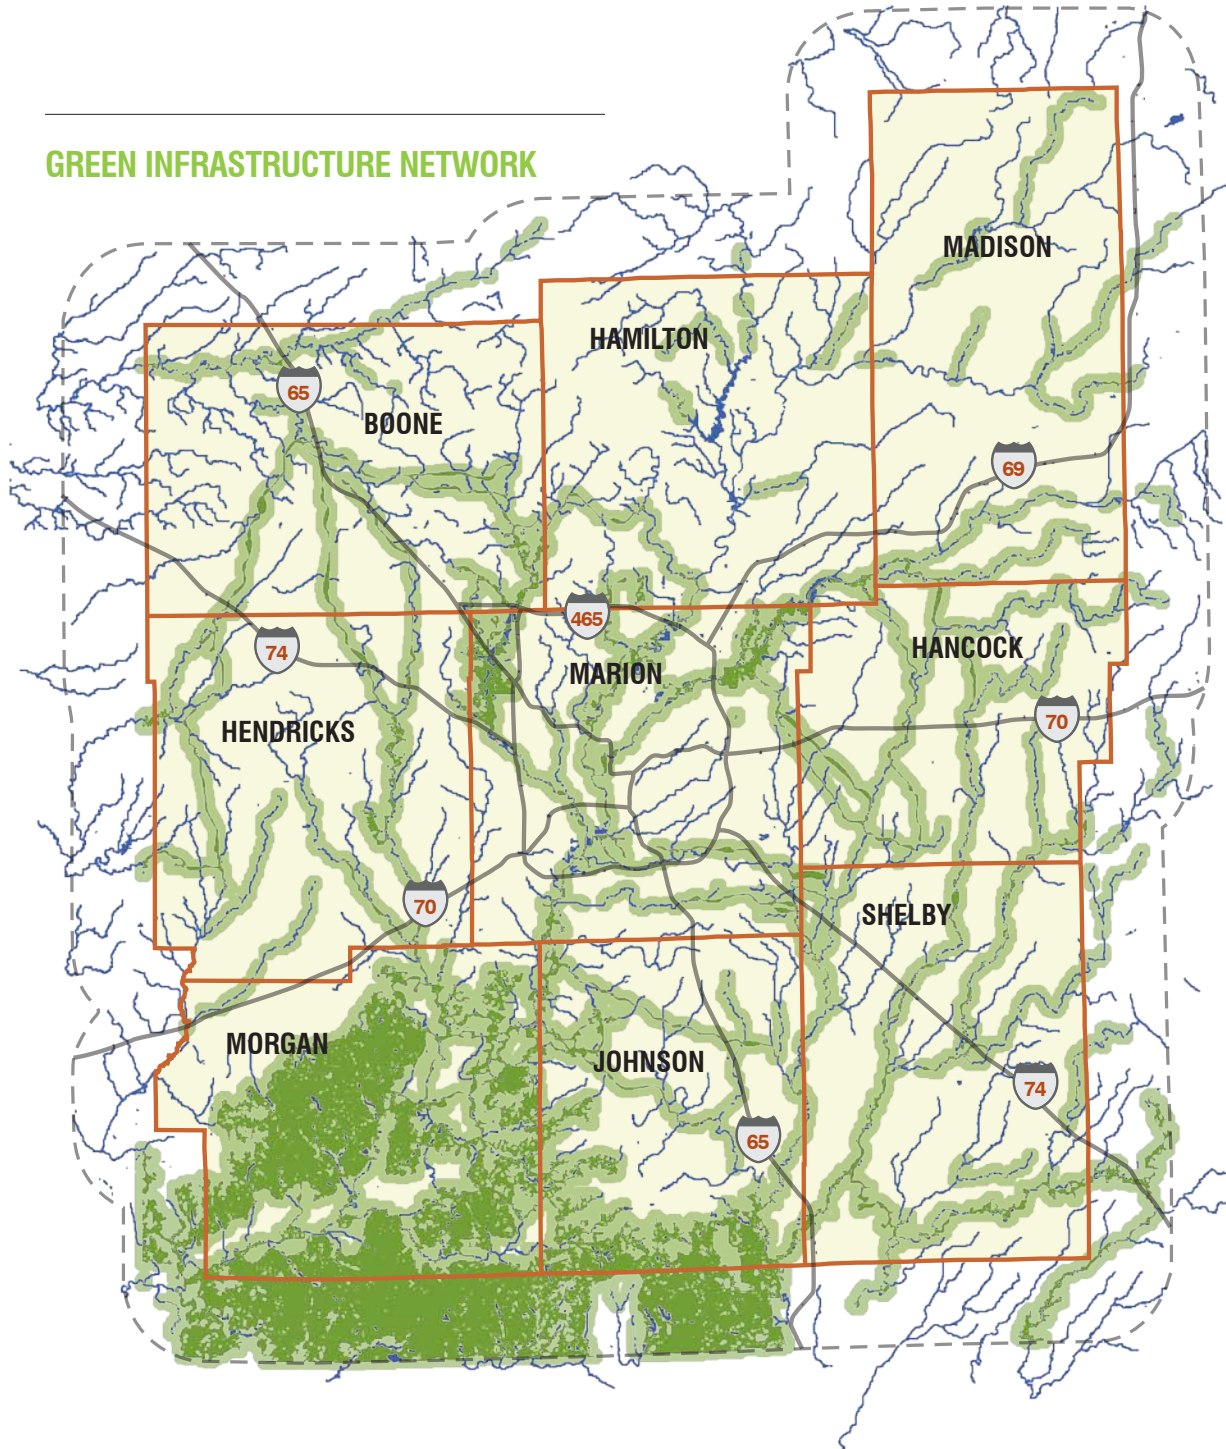 GREEN INFRASTRUCTURE NETWORK
MADISON
HAMILTON
65
BOONE
69
465
74
MARION
HANCOCK
HENDRICKS
70
70
SHELBY
MORGAN
JOHNSON
74
65